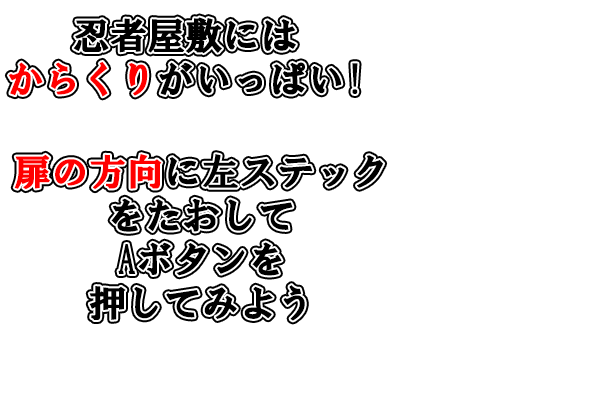 忍者屋敷には
からくりがいっぱい!
扉の方向に左ステック
をたおして
Aボタンを
押してみよう